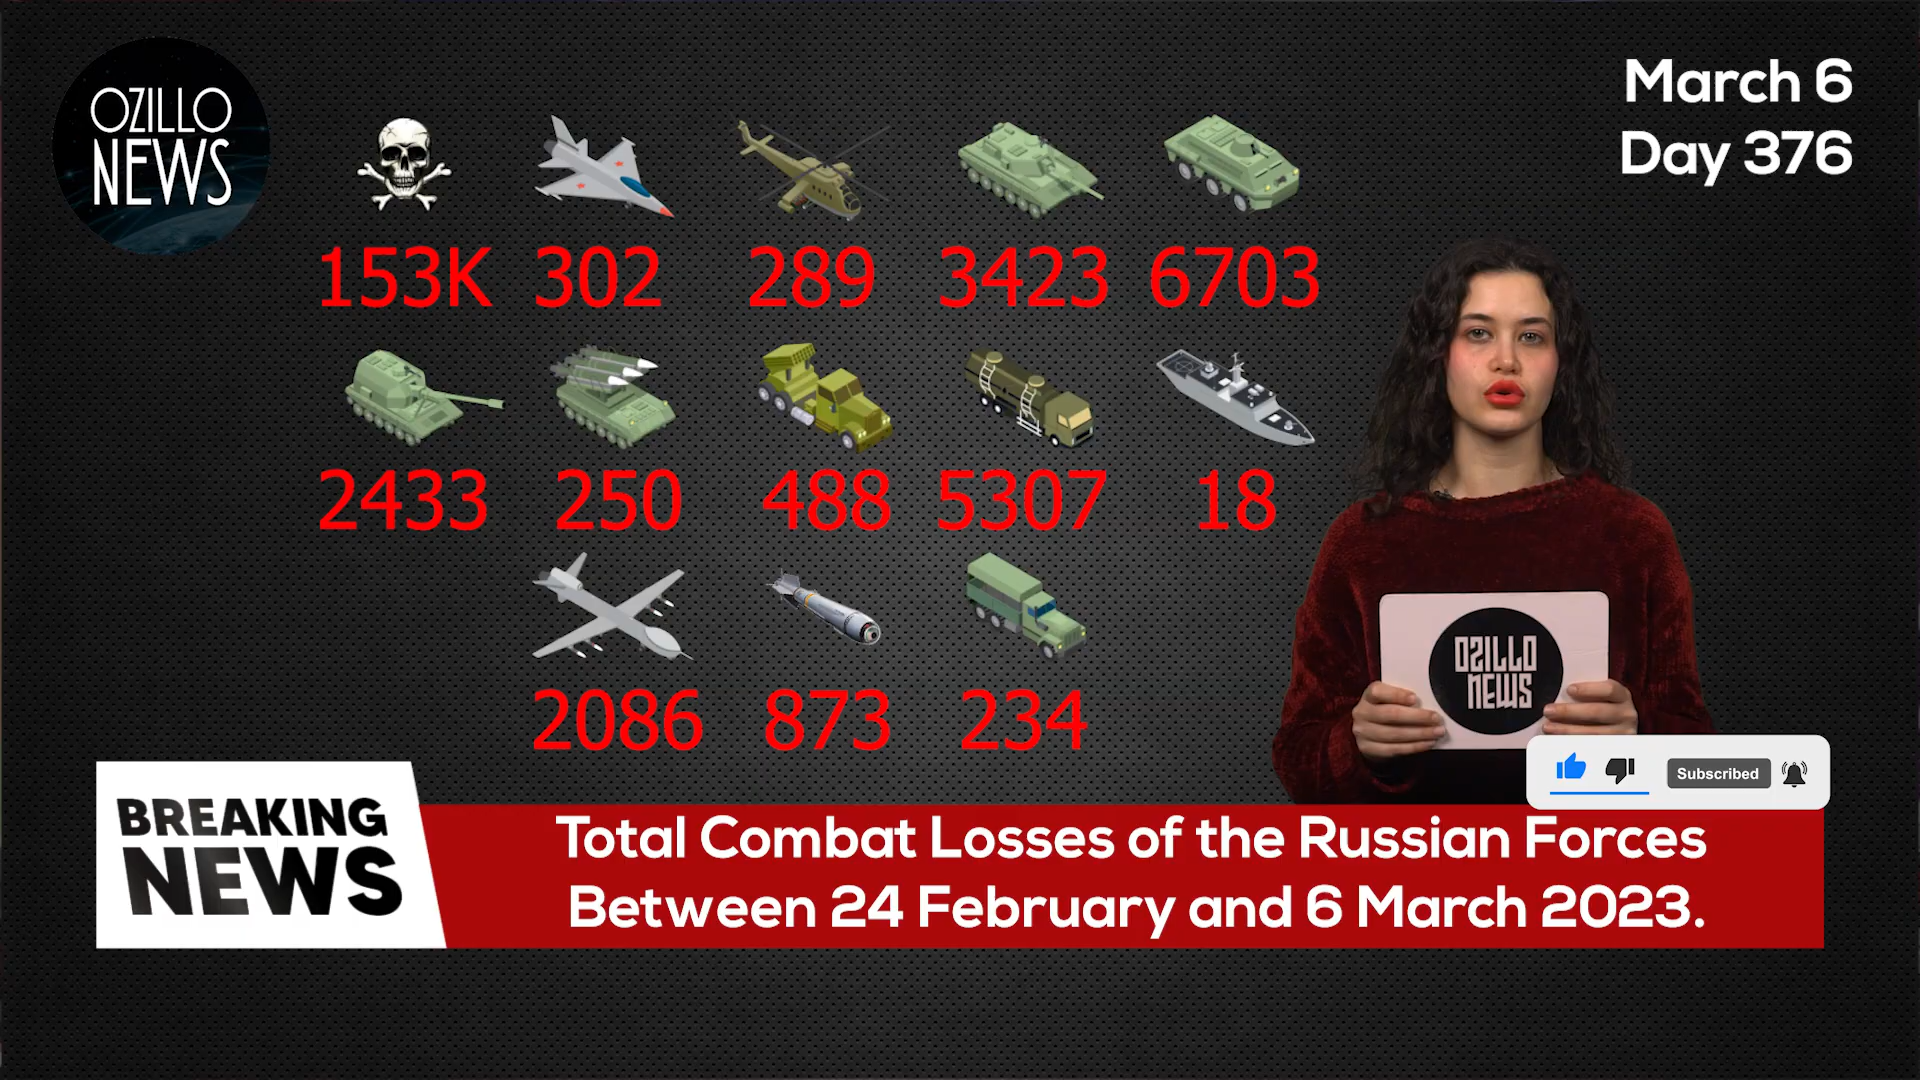 OZILLO
NEWS
March 6
Day 376
153K 302 289 3423 6703
2433 250 488 5307 18
2086 873 234
OZILLO
NEWS
Subscribed
BREAKING
NEWS
Total Combat Losses of the Russian Forces
Between 24 February and 6 March 2023.